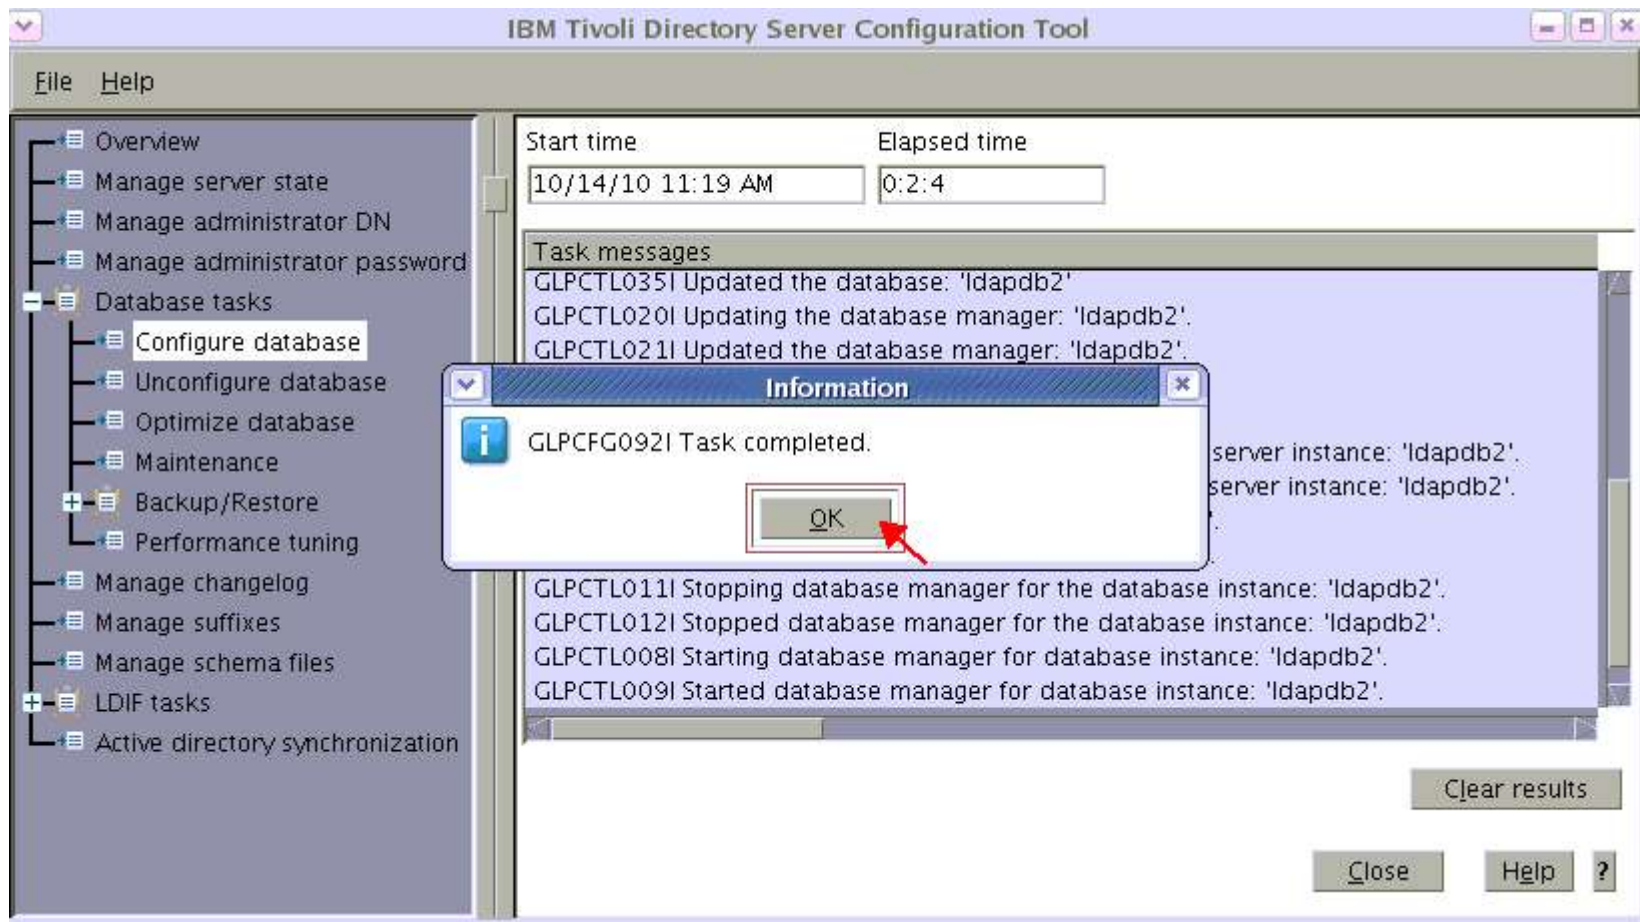 IBM Tivoli Directory Server Configuration Tool
File Help
Overview
Manage server state
Manage administrator DN
Manage administrator password
Database tasks
Configure database
Unconfigure database
Optimize database
Maintenance
Backup/Restore
Performance tuning
Manage changelog
Manage suffixes
Manage schema files
LDIF tasks
Active directory synchronization
Start time Elapsed time
10/14/10 11:19 AM 0:2:4
Task messages
GLPCTL035I Updated the database: 'ldapdb2'
GLPCTL020I Updating the database manager: 'ldapdb2'.
GLPCTL021I Updated the database manager: 'ldapdb2'.
server instance: 'ldapdb2'.
server instance: 'ldapdb2'.
GLPCTL011I Stopping database manager for the database instance: 'ldapdb2'.
GLPCTL012I Stopped database manager for the database instance: 'ldapdb2'.
GLPCTL008I Starting database manager for database instance: 'ldapdb2'.
GLPCTL009I Started database manager for database instance: 'ldapdb2'.
Information
GLPCFG092I Task completed.
OK
Clear results
Close Help ?